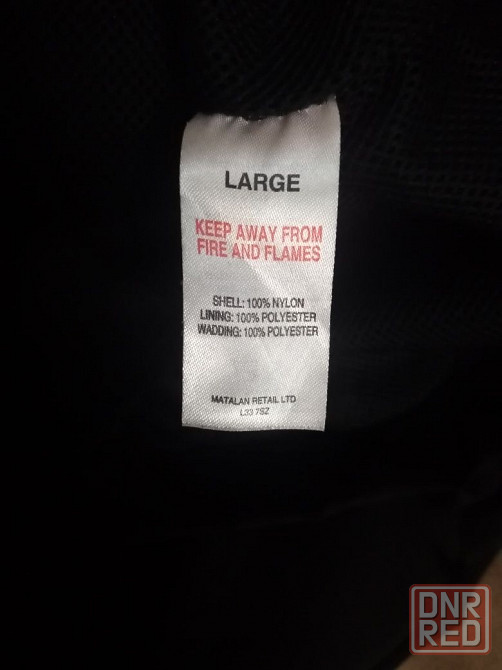 LARGE
KEEP AWAY FROM
FIRE AND FLAMES
SHELL: 100% NYLON
LINING: 100% POLYESTER
WADDING: 100% POLYESTER
MATALAN RETAIL LTD
L33 7SZ
DNR
RED